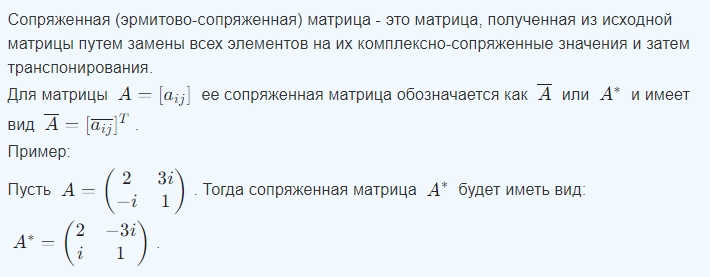 Сопряженная (эрмитово-сопряженная) матрица - это матрица, полученная из исходной
матрицы путем замены всех элементов на их комплексно-сопряженные значения и затем
транспонирования.
Для матрицы $A = [a_{ij}]$ ее сопряженная матрица обозначается как $\overline{A}$ или $A^*$ и имеет
вид $\overline{A} = [\overline{a_{ij}}]^T$ .
Пример:
Пусть $A = \begin{pmatrix} 2 & 3i \\ -i & 1 \end{pmatrix}$ . Тогда сопряженная матрица $A^*$ будет иметь вид:
$A^* = \begin{pmatrix} 2 & -3i \\ i & 1 \end{pmatrix}$ .